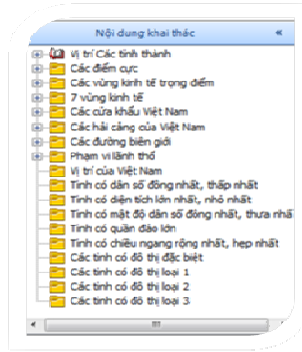 Nội dung khai thác
Vị trí Các tỉnh thành
Các điểm cực
Các vùng kinh tế trọng điểm
7 vùng kinh tế
Các cửa khẩu Việt Nam
Các hải cảng của Việt Nam
Các đường biên giới
Phạm vi lãnh thổ
Vị trí của Việt Nam
Tỉnh có dân số đông nhất, thấp nhất
Tỉnh có diện tích lớn nhất, nhỏ nhất
Tỉnh có mật độ dân số đông nhất, thưa nhấ
Tỉnh có quần đảo lớn
Tỉnh có chiều ngang rộng nhất, hẹp nhất
Các tỉnh có đô thị đặc biệt
Các tỉnh có đô thị loại 1
Các tỉnh có đô thị loại 2
Các tỉnh có đô thị loại 3